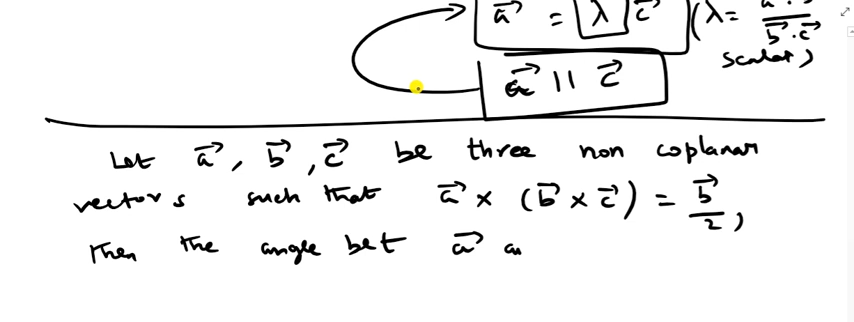 a⃗ = λ c⃗ (λ = a⃗ . b⃗ / b⃗ . c⃗
scalar)
a⃗ || c⃗
Let a⃗, b⃗, c⃗ be three non coplanar
vectors such that a⃗ × (b⃗ × c⃗) = b⃗/2,
then the angle bet a⃗ a